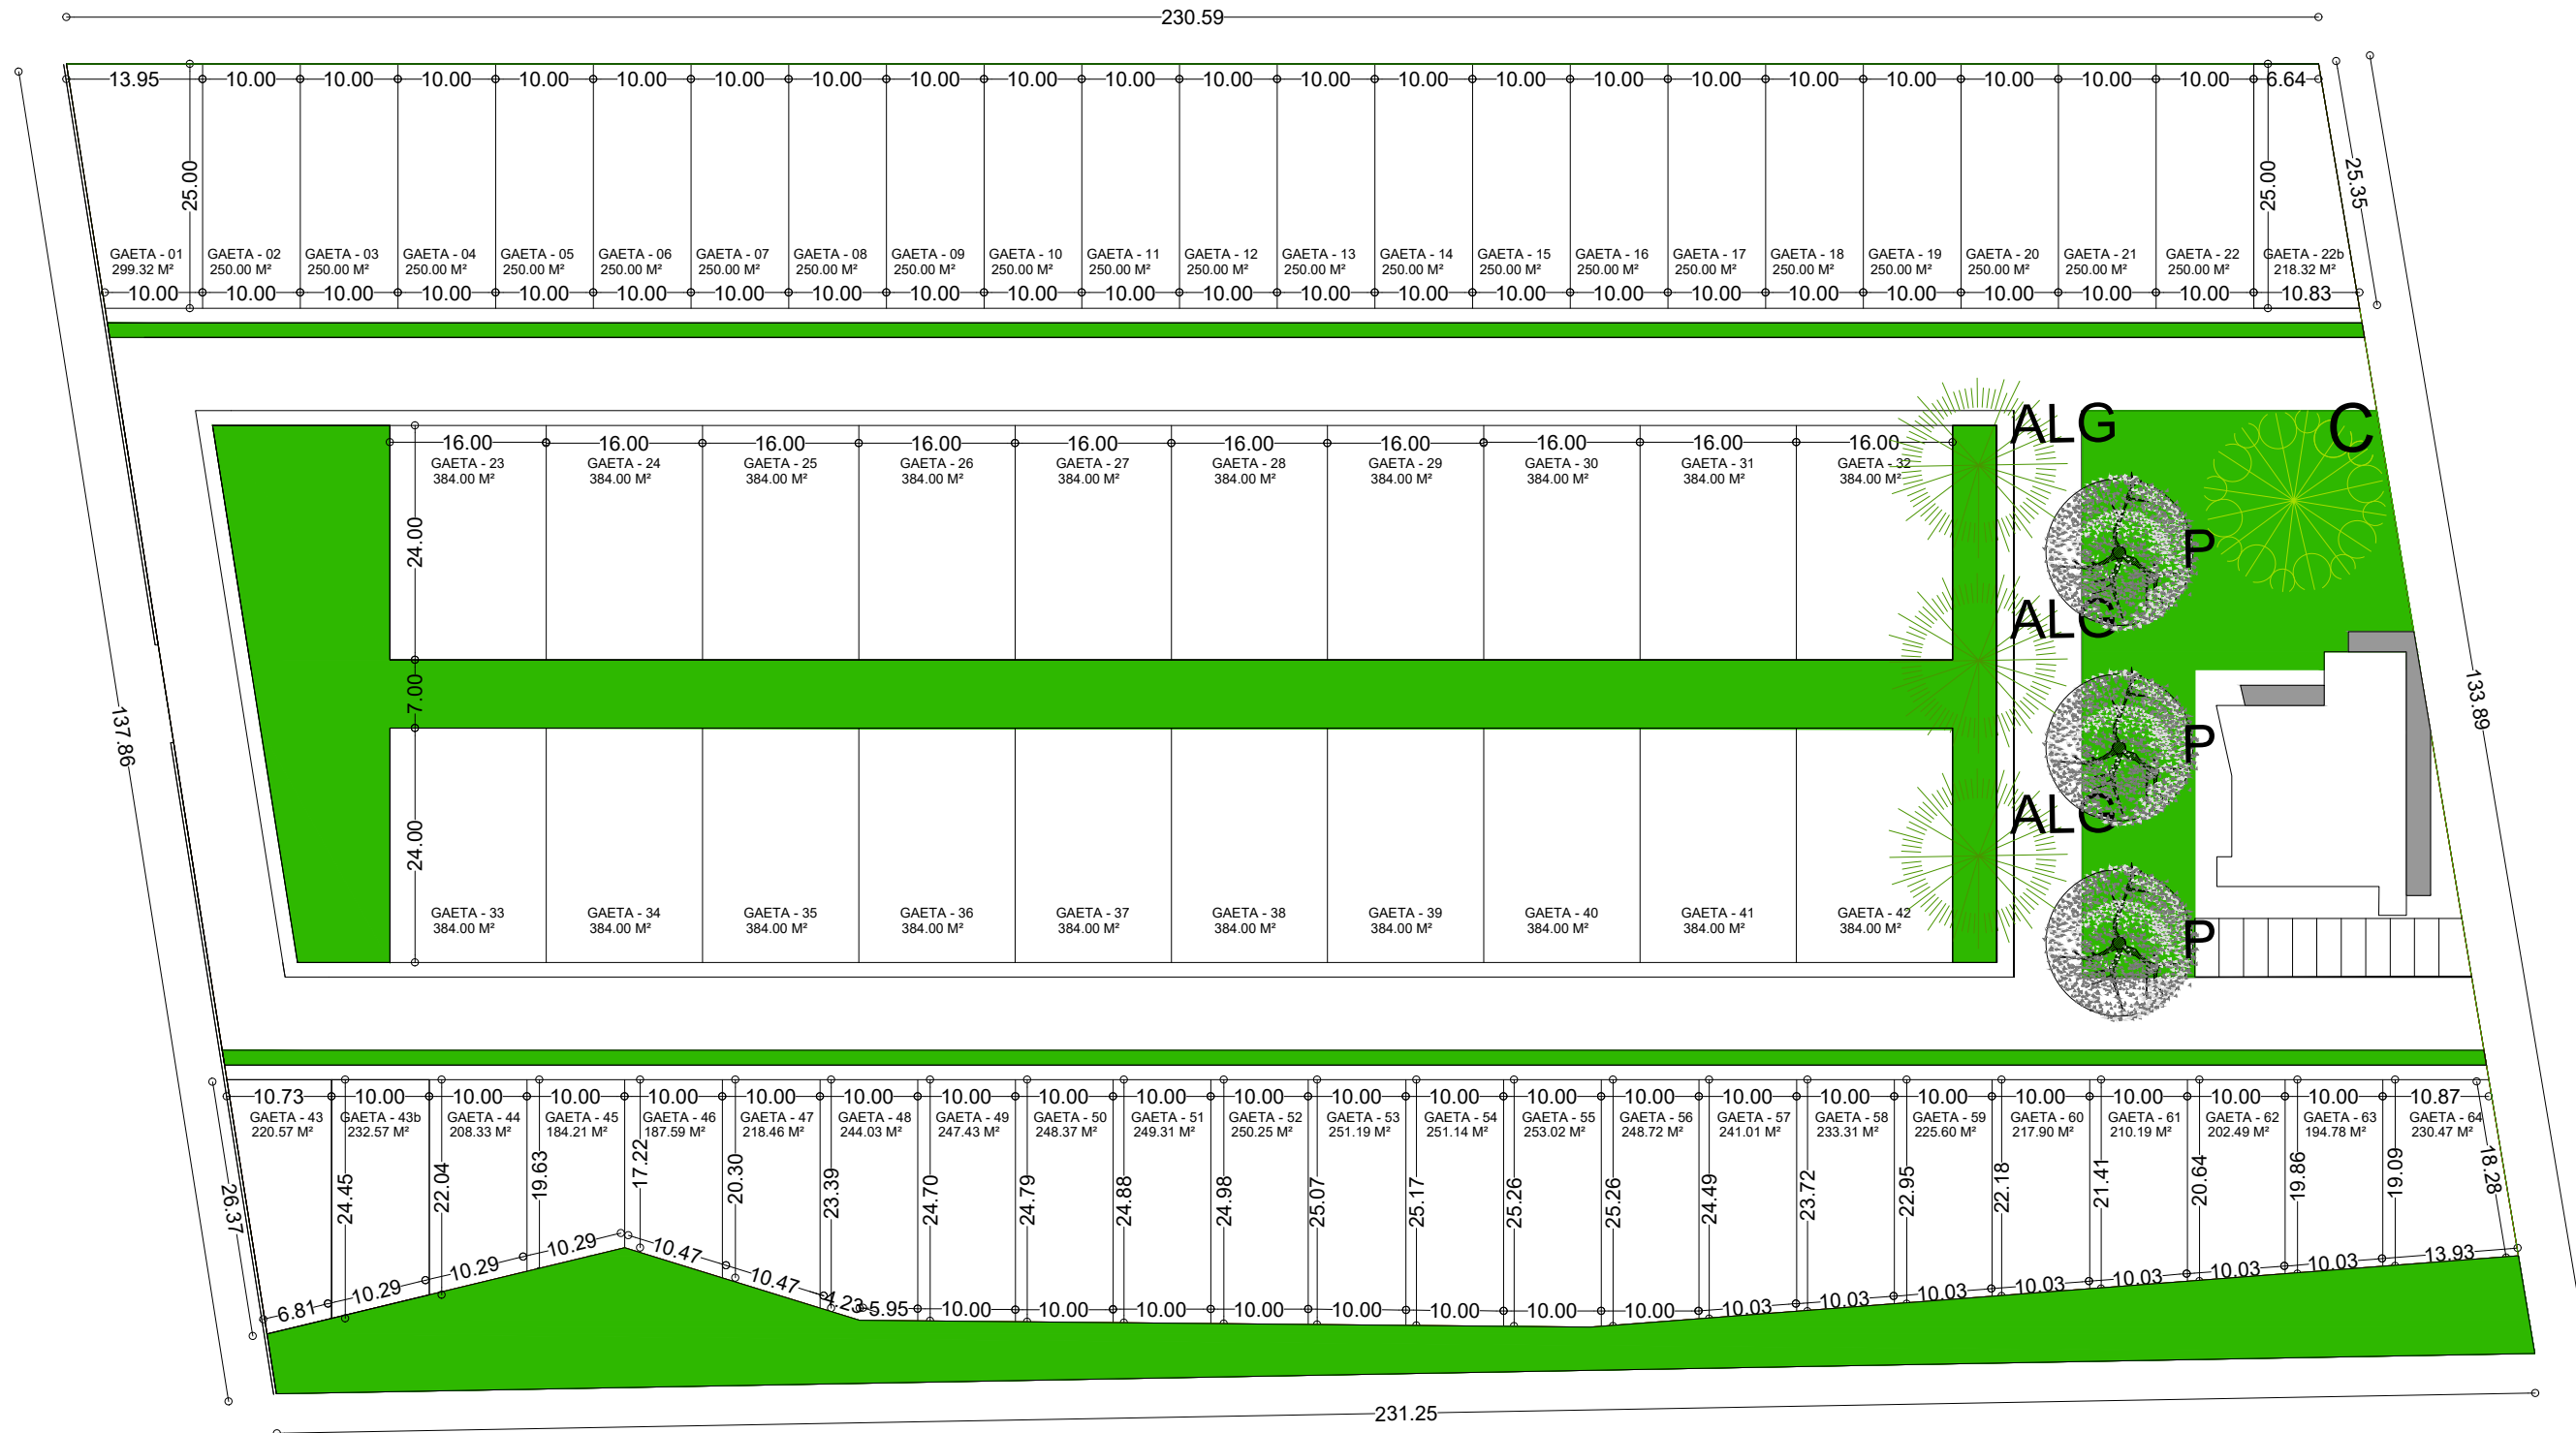 230.59
13.95 10.00 10.00 10.00 10.00 10.00 10.00 10.00 10.00 10.00 10.00 10.00 10.00 10.00 10.00 10.00 10.00 10.00 10.00 10.00 10.00 10.00 6.64
25.00 25.00 25.35
GAETA - 01 GAETA - 02 GAETA - 03 GAETA - 04 GAETA - 05 GAETA - 06 GAETA - 07 GAETA - 08 GAETA - 09 GAETA - 10 GAETA - 11 GAETA - 12 GAETA - 13 GAETA - 14 GAETA - 15 GAETA - 16 GAETA - 17 GAETA - 18 GAETA - 19 GAETA - 20 GAETA - 21 GAETA - 22 GAETA - 22b
299.32 M² 250.00 M² 250.00 M² 250.00 M² 250.00 M² 250.00 M² 250.00 M² 250.00 M² 250.00 M² 250.00 M² 250.00 M² 250.00 M² 250.00 M² 250.00 M² 250.00 M² 250.00 M² 250.00 M² 250.00 M² 250.00 M² 250.00 M² 250.00 M² 250.00 M² 218.32 M²
10.00 10.00 10.00 10.00 10.00 10.00 10.00 10.00 10.00 10.00 10.00 10.00 10.00 10.00 10.00 10.00 10.00 10.00 10.00 10.00 10.00 10.00 10.83
ALG C
16.00 16.00 16.00 16.00 16.00 16.00 16.00 16.00 16.00 16.00
GAETA - 23 GAETA - 24 GAETA - 25 GAETA - 26 GAETA - 27 GAETA - 28 GAETA - 29 GAETA - 30 GAETA - 31 GAETA - 32
384.00 M² 384.00 M² 384.00 M² 384.00 M² 384.00 M² 384.00 M² 384.00 M² 384.00 M² 384.00 M² 384.00 M²
24.00 P
ALG
7.00
137.86 P 133.89
ALG
24.00
GAETA - 33 GAETA - 34 GAETA - 35 GAETA - 36 GAETA - 37 GAETA - 38 GAETA - 39 GAETA - 40 GAETA - 41 GAETA - 42
384.00 M² 384.00 M² 384.00 M² 384.00 M² 384.00 M² 384.00 M² 384.00 M² 384.00 M² 384.00 M² 384.00 M²
P
10.73 10.00 10.00 10.00 10.00 10.00 10.00 10.00 10.00 10.00 10.00 10.00 10.00 10.00 10.00 10.00 10.00 10.00 10.00 10.00 10.00 10.00 10.87
GAETA - 43 GAETA - 43b GAETA - 44 GAETA - 45 GAETA - 46 GAETA - 47 GAETA - 48 GAETA - 49 GAETA - 50 GAETA - 51 GAETA - 52 GAETA - 53 GAETA - 54 GAETA - 55 GAETA - 56 GAETA - 57 GAETA - 58 GAETA - 59 GAETA - 60 GAETA - 61 GAETA - 62 GAETA - 63 GAETA - 64
220.57 M² 232.57 M² 208.33 M² 184.21 M² 187.59 M² 218.46 M² 244.03 M² 247.43 M² 248.37 M² 249.31 M² 250.25 M² 251.19 M² 251.14 M² 253.02 M² 248.72 M² 241.01 M² 233.31 M² 225.60 M² 217.90 M² 210.19 M² 202.49 M² 194.78 M² 230.47 M²
26.37 24.45 22.04 19.63 17.22 20.30 23.39 24.70 24.79 24.88 24.98 25.07 25.17 25.26 25.26 24.49 23.72 22.95 22.18 21.41 20.64 19.86 19.09 18.28
6.81 10.29 10.29 10.29 10.47 10.47 4.23 5.95 10.00 10.00 10.00 10.00 10.00 10.00 10.00 10.00 10.03 10.03 10.03 10.03 10.03 10.03 10.03 13.93
231.25